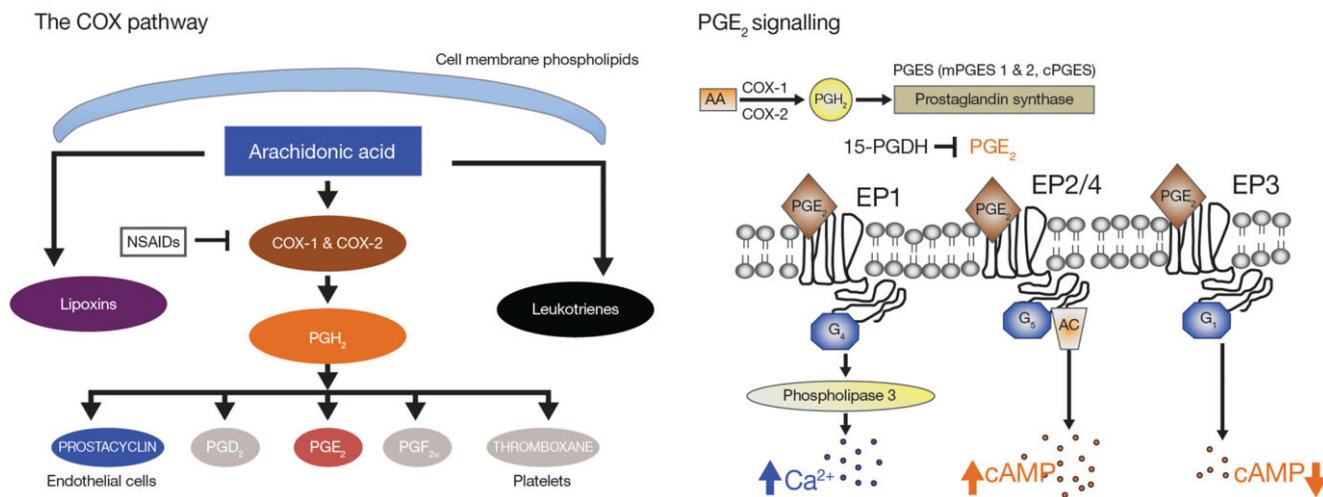 The COX pathway
Cell membrane phospholipids
Arachidonic acid
NSAIDs
COX-1 & COX-2
Lipoxins
Leukotrienes
PGH₂
PROSTACYCLIN
PGD₂
PGE₂
PGF₂α
THROMBOXANE
Endothelial cells
Platelets
PGE₂ signalling
PGES (mPGES 1 & 2, cPGES)
AA
COX-1
COX-2
PGH₂
Prostaglandin synthase
15-PGDH
PGE₂
PGE₂
EP1
PGE₂
EP2/4
PGE₂
EP3
G₄
G₅
AC
G₁
Phospholipase 3
Ca²⁺
cAMP
cAMP